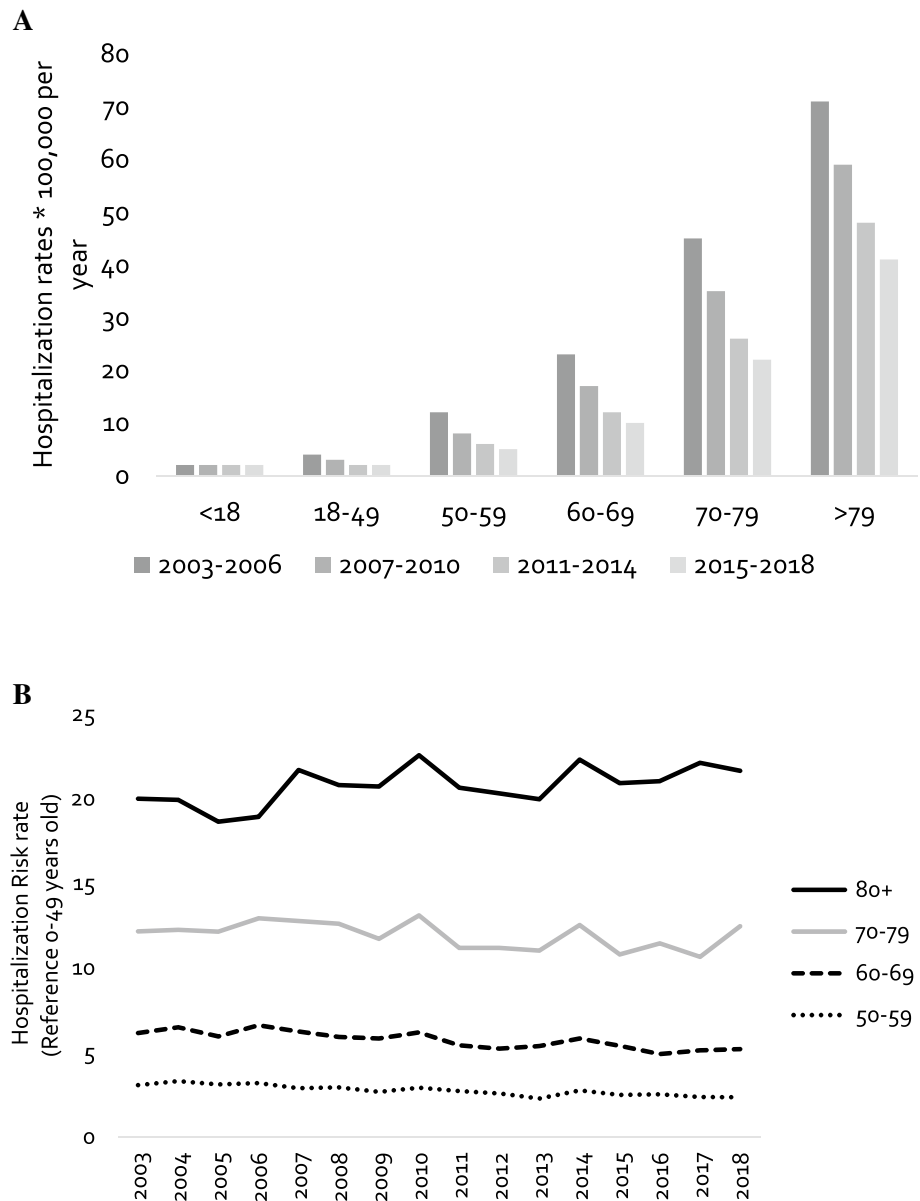 A
80
70
60
50
40
30
20
10
0
Hospitalization rates * 100,000 per
year
<18 18-49 50-59 60-69 70-79 >79
2003-2006 2007-2010 2011-2014 2015-2018
B
25
20
15
10
5
0
Hospitalization Risk rate
(Reference 0-49 years old)
80+
70-79
60-69
50-59
2003 2004 2005 2006 2007 2008 2009 2010 2011 2012 2013 2014 2015 2016 2017 2018